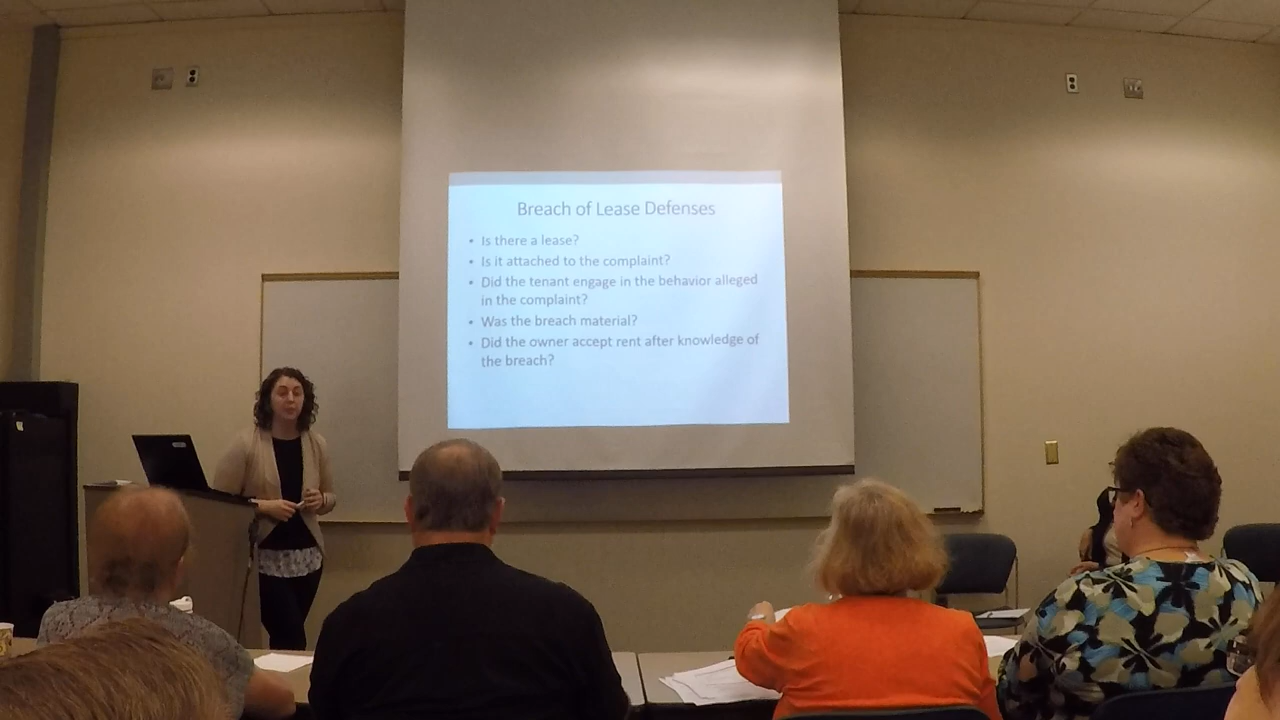 Breach of Lease Defenses
• Is there a lease?
• Is it attached to the complaint?
• Did the tenant engage in the behavior alleged
in the complaint?
• Was the breach material?
• Did the owner accept rent after knowledge of
the breach?